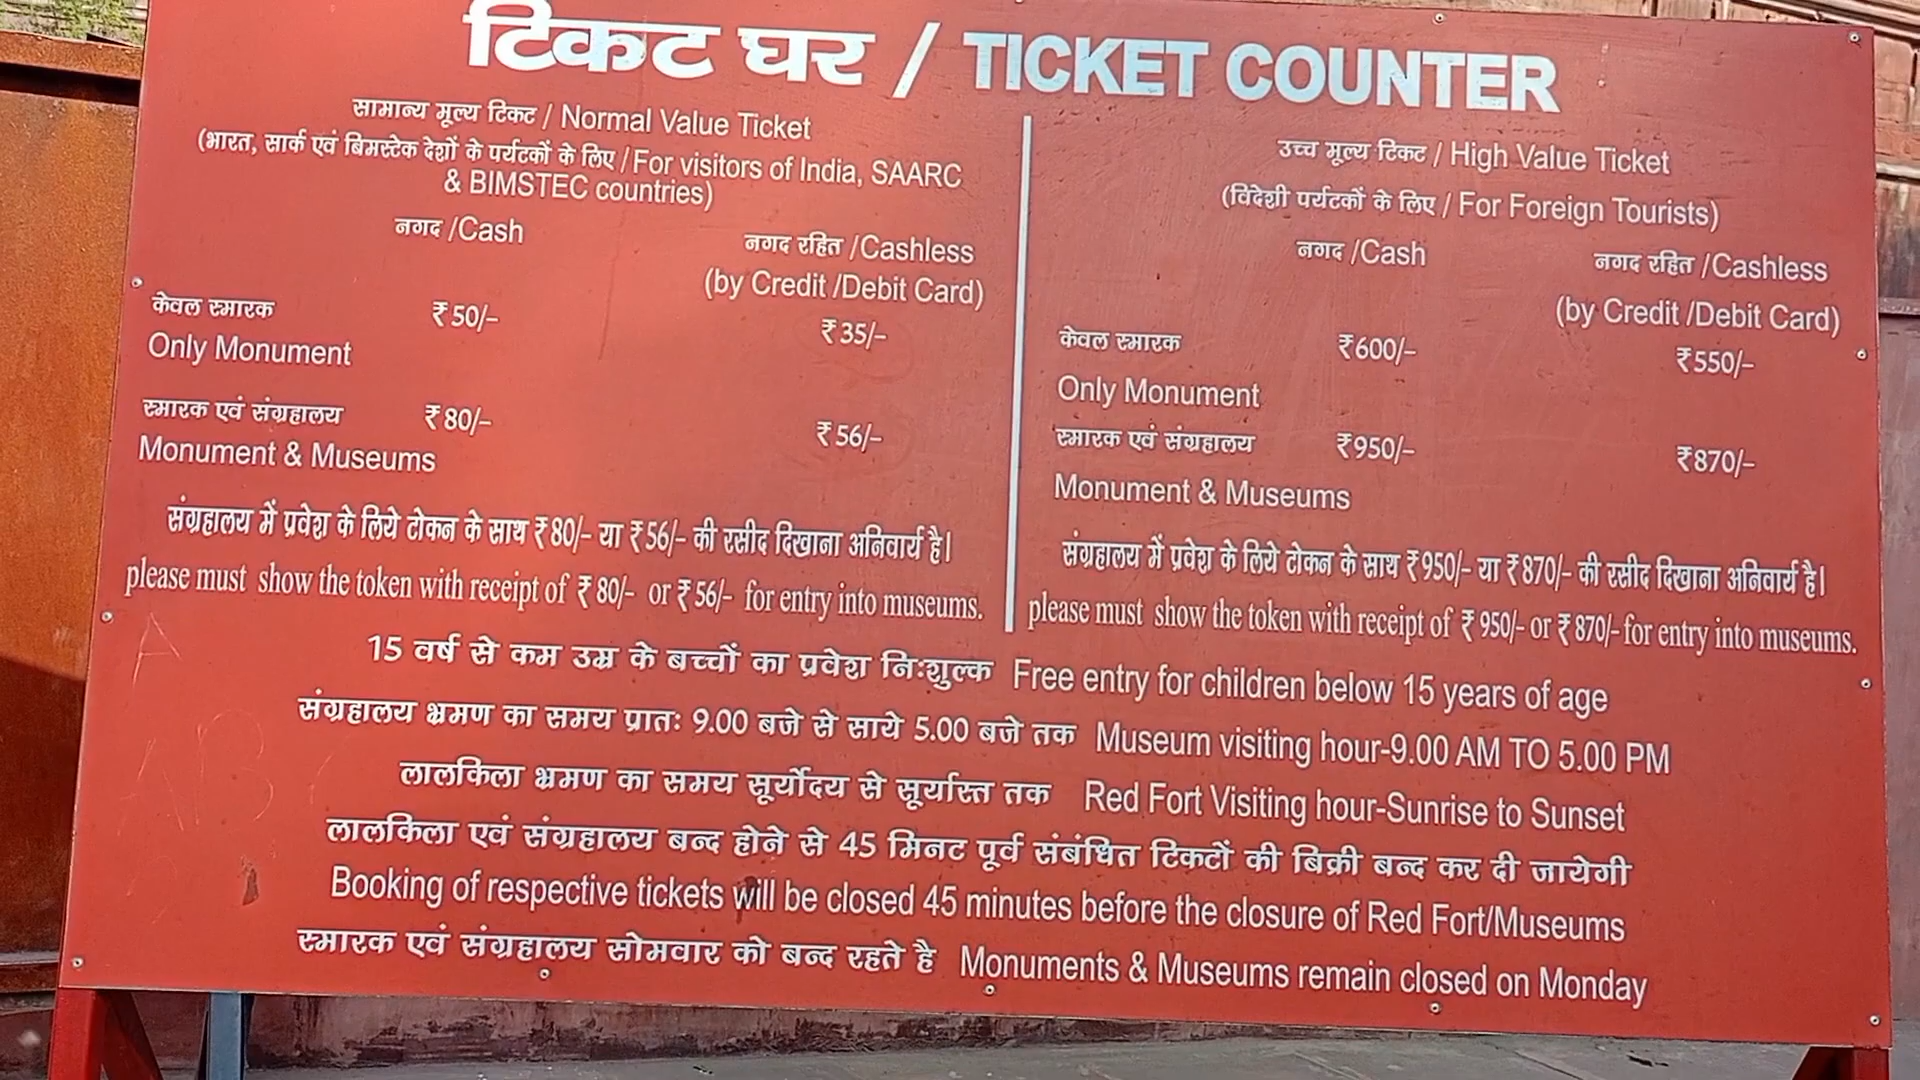 टिकट घर / TICKET COUNTER
सामान्य मूल्य टिकट / Normal Value Ticket
(भारत, सार्क एवं बिमस्टेक देशों के पर्यटकों के लिए / For visitors of India, SAARC
& BIMSTEC countries)
नगद /Cash
नगद रहित /Cashless
(by Credit /Debit Card)
केवल स्मारक ₹50/- ₹35/-
Only Monument
स्मारक एवं संग्रहालय ₹80/- ₹56/-
Monument & Museums
संग्रहालय में प्रवेश के लिये टोकन के साथ ₹80/- या ₹56/- की रसीद दिखाना अनिवार्य है।
please must show the token with receipt of ₹80/- or ₹56/- for entry into museums.
उच्च मूल्य टिकट / High Value Ticket
(विदेशी पर्यटकों के लिए / For Foreign Tourists)
नगद /Cash
नगद रहित /Cashless
(by Credit /Debit Card)
केवल स्मारक ₹600/- ₹550/-
Only Monument
स्मारक एवं संग्रहालय ₹950/- ₹870/-
Monument & Museums
संग्रहालय में प्रवेश के लिये टोकन के साथ ₹950/- या ₹870/- की रसीद दिखाना अनिवार्य है।
please must show the token with receipt of ₹950/- or ₹870/- for entry into museums.
15 वर्ष से कम उम्र के बच्चों का प्रवेश निःशुल्क Free entry for children below 15 years of age
संग्रहालय भ्रमण का समय प्रातः 9.00 बजे से साये 5.00 बजे तक Museum visiting hour-9.00 AM TO 5.00 PM
लालकिला भ्रमण का समय सूर्योदय से सूर्यास्त तक Red Fort Visiting hour-Sunrise to Sunset
लालकिला एवं संग्रहालय बन्द होने से 45 मिनट पूर्व संबंधित टिकटों की बिक्री बन्द कर दी जायेगी
Booking of respective tickets will be closed 45 minutes before the closure of Red Fort/Museums
स्मारक एवं संग्रहालय सोमवार को बन्द रहते है Monuments & Museums remain closed on Monday